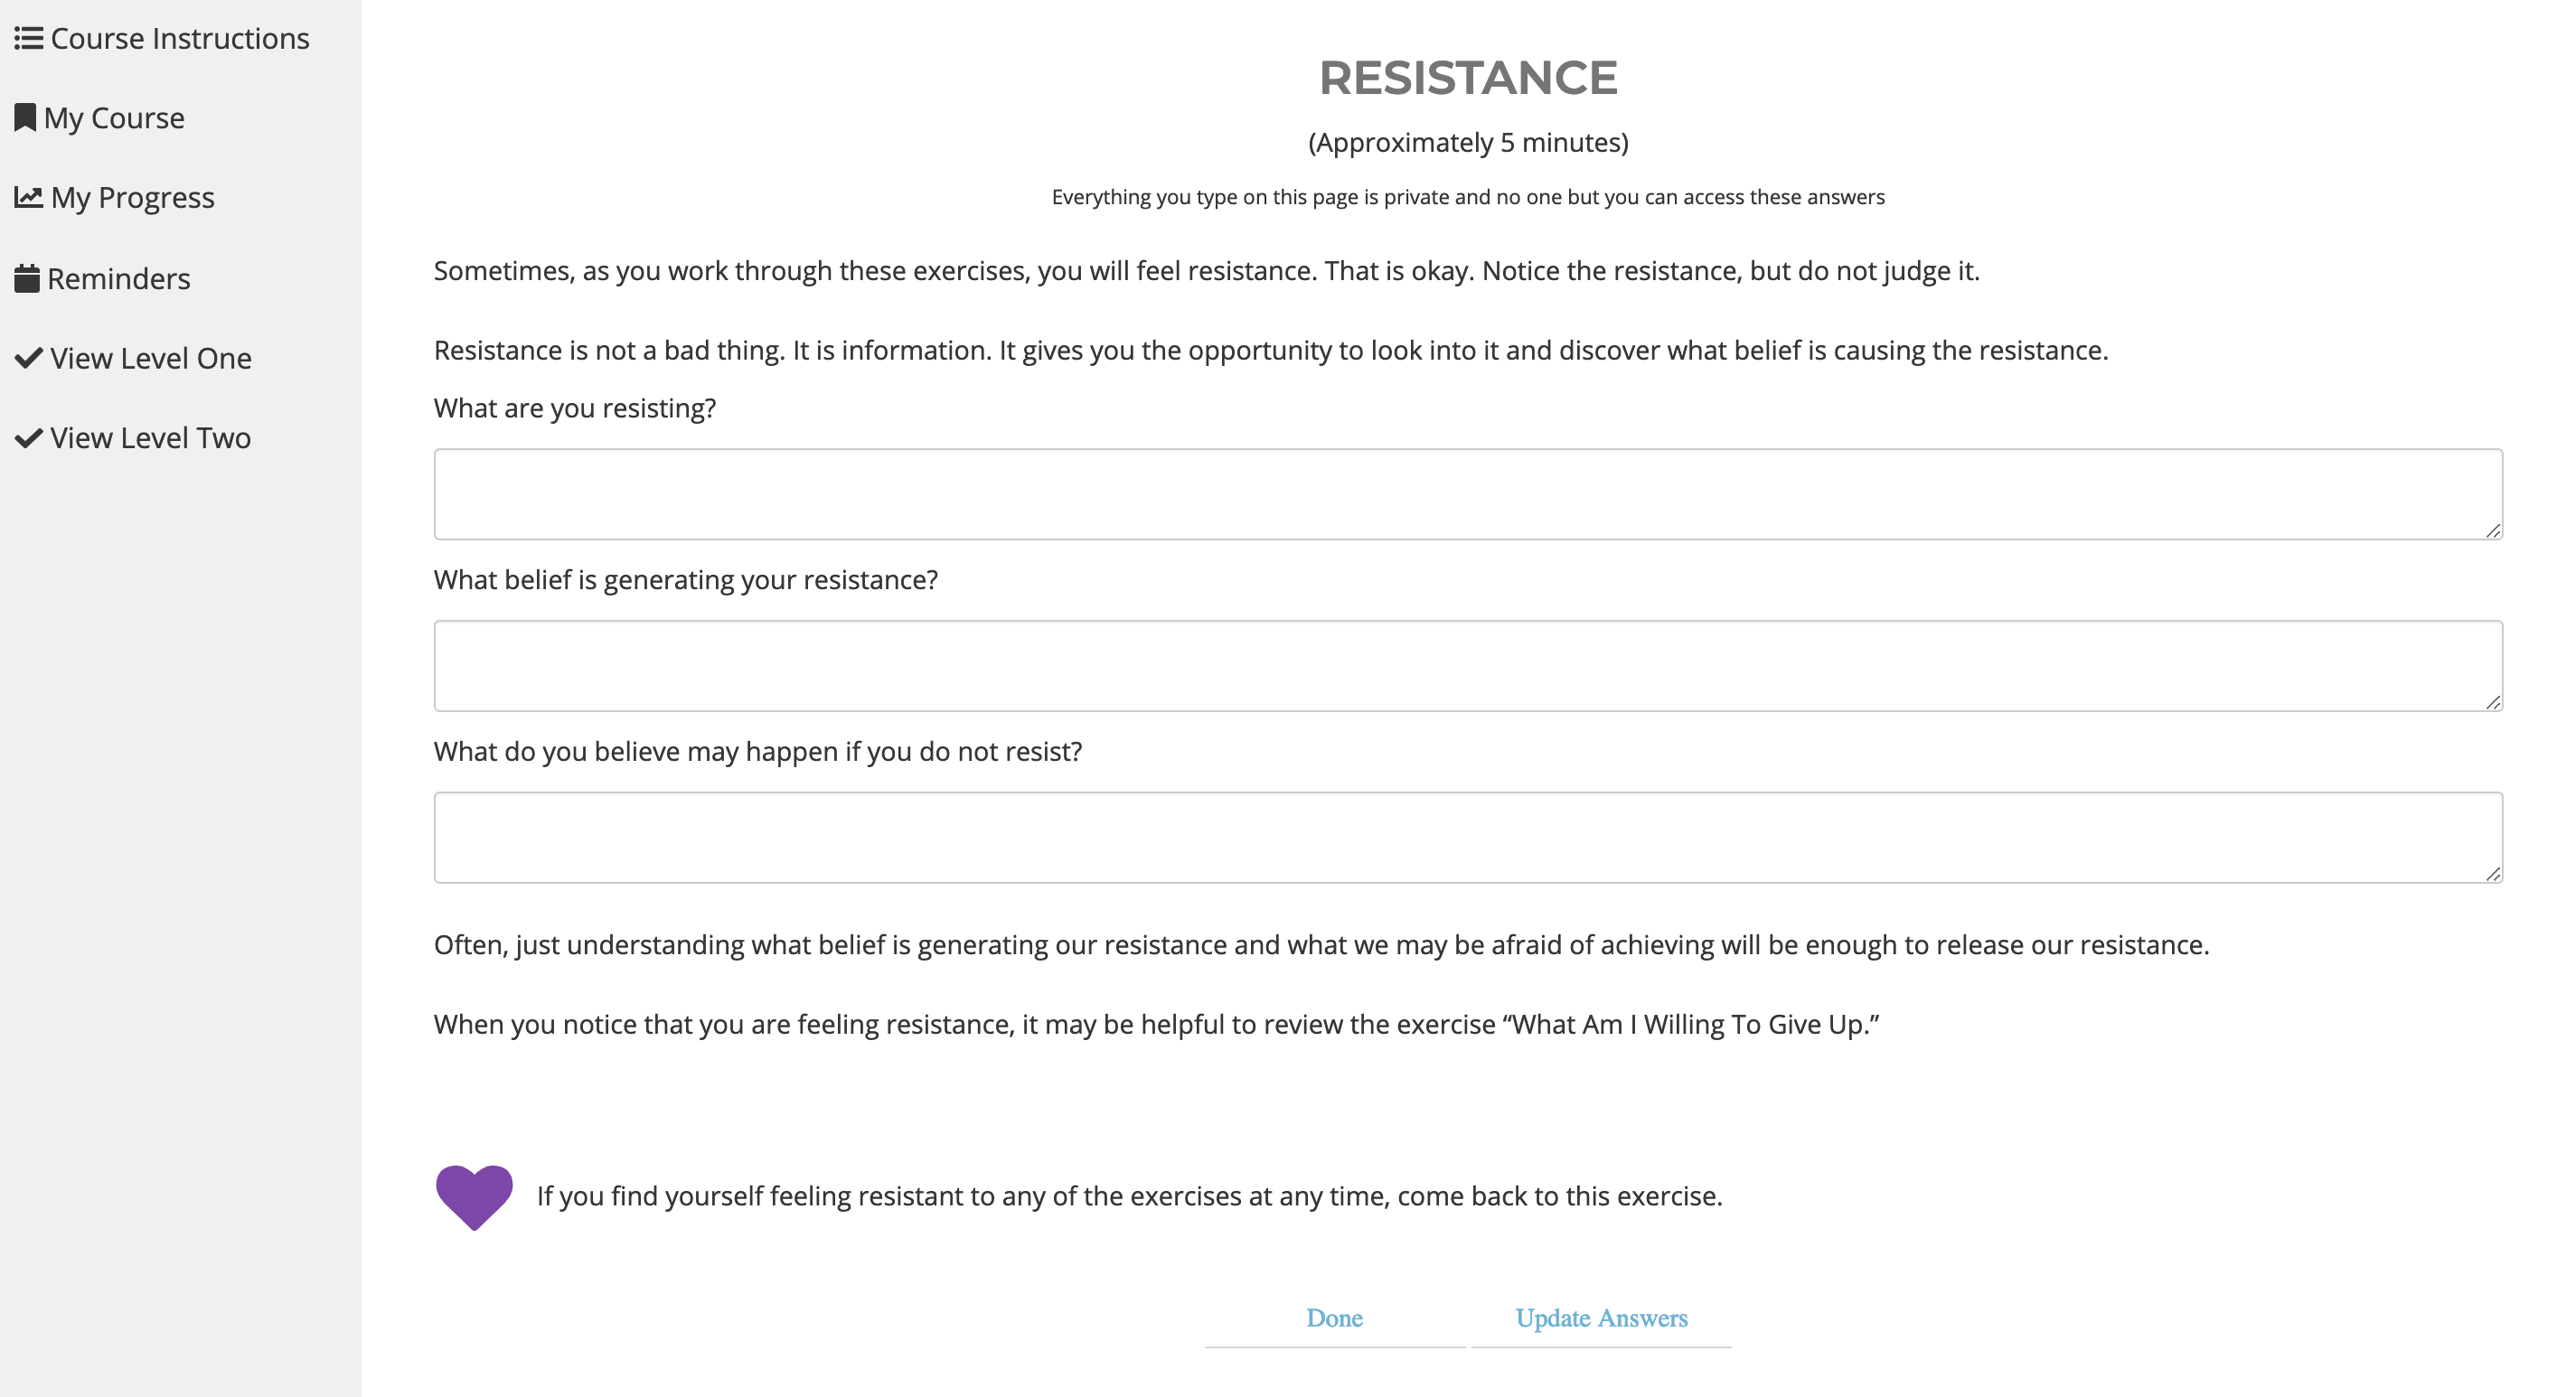 Course Instructions
My Course
My Progress
Reminders
View Level One
View Level Two
RESISTANCE
(Approximately 5 minutes)
Everything you type on this page is private and no one but you can access these answers
Sometimes, as you work through these exercises, you will feel resistance. That is okay. Notice the resistance, but do not judge it.
Resistance is not a bad thing. It is information. It gives you the opportunity to look into it and discover what belief is causing the resistance.
What are you resisting?
What belief is generating your resistance?
What do you believe may happen if you do not resist?
Often, just understanding what belief is generating our resistance and what we may be afraid of achieving will be enough to release our resistance.
When you notice that you are feeling resistance, it may be helpful to review the exercise “What Am I Willing To Give Up.”
If you find yourself feeling resistant to any of the exercises at any time, come back to this exercise.
Done
Update Answers